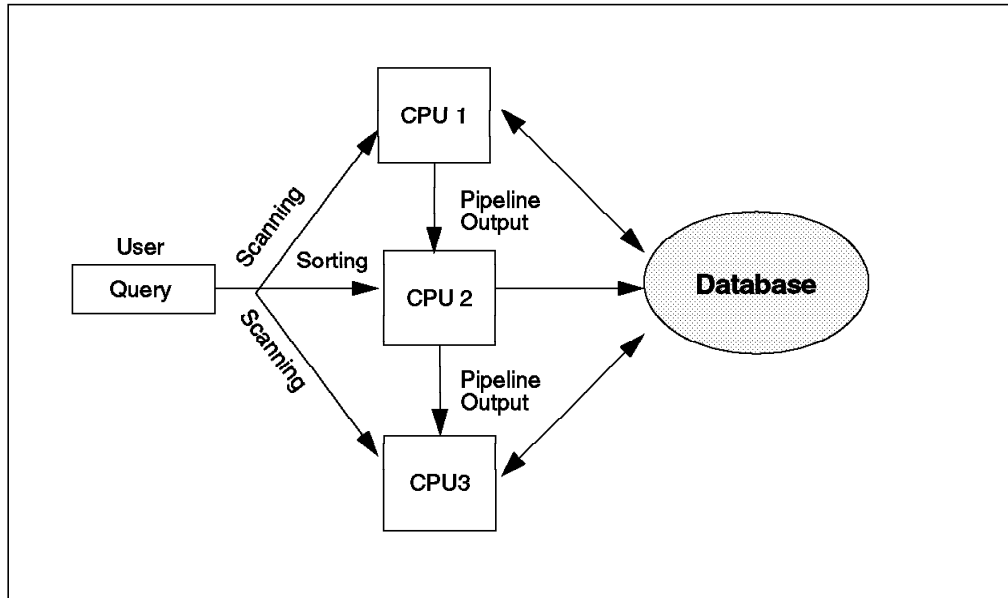 CPU 1
Scanning
Pipeline
Output
User
Query
Sorting
CPU 2
Database
Scanning
Pipeline
Output
CPU3